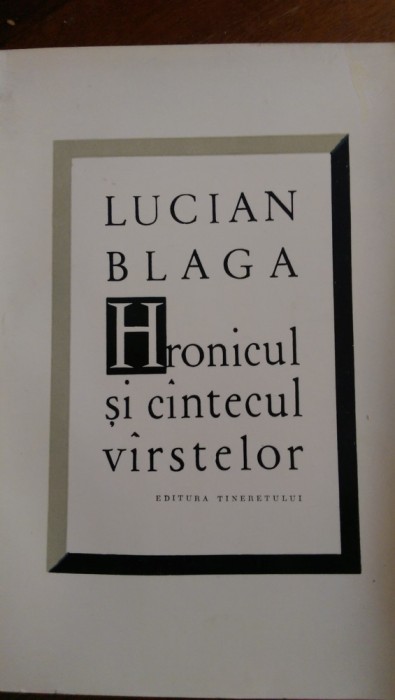 LUCIAN
BLAGA
Hronicul
și cîntecul
vîrstelor
EDITURA TINERETULUI